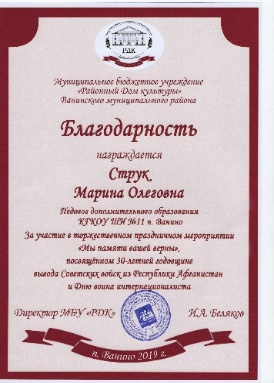 РДК
Муниципальное бюджетное учреждение
«Районный Дом культуры»
Ванинского муниципального района
Благодарность
награждается
Струк
Марина Олеговна
Педагог дополнительного образования
КГКОУ ШИ №11 п. Ванино
За участие в торжественном праздничном мероприятии
«Мы памяти вашей верны»,
посвящённом 30-летней годовщине
вывода Советских войск из Республики Афганистан
и Дню воина интернационалиста
Директор МБУ «РДК» И.А. Беляков
п. Ванино 2019 г.